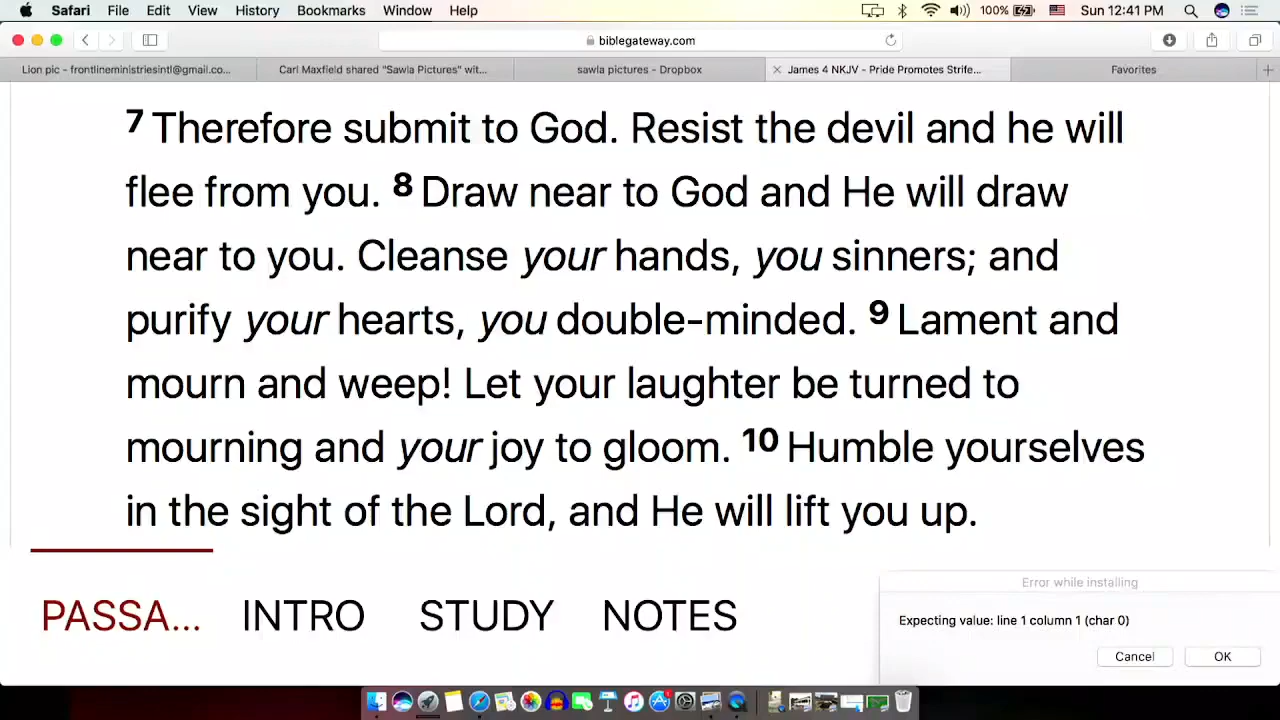 Safari File Edit View History Bookmarks Window Help 100% Sun 12:41 PM
biblegateway.com
Lion pic - frontlineministriesintl@gmail.co... Carl Maxfield shared "Sawla Pictures" wit... sawla pictures - Dropbox James 4 NKJV - Pride Promotes Strife... Favorites
7 Therefore submit to God. Resist the devil and he will
flee from you. 8 Draw near to God and He will draw
near to you. Cleanse your hands, you sinners; and
purify your hearts, you double-minded. 9 Lament and
mourn and weep! Let your laughter be turned to
mourning and your joy to gloom. 10 Humble yourselves
in the sight of the Lord, and He will lift you up.
PASSA... INTRO STUDY NOTES
Error while installing
Expecting value: line 1 column 1 (char 0)
Cancel OK